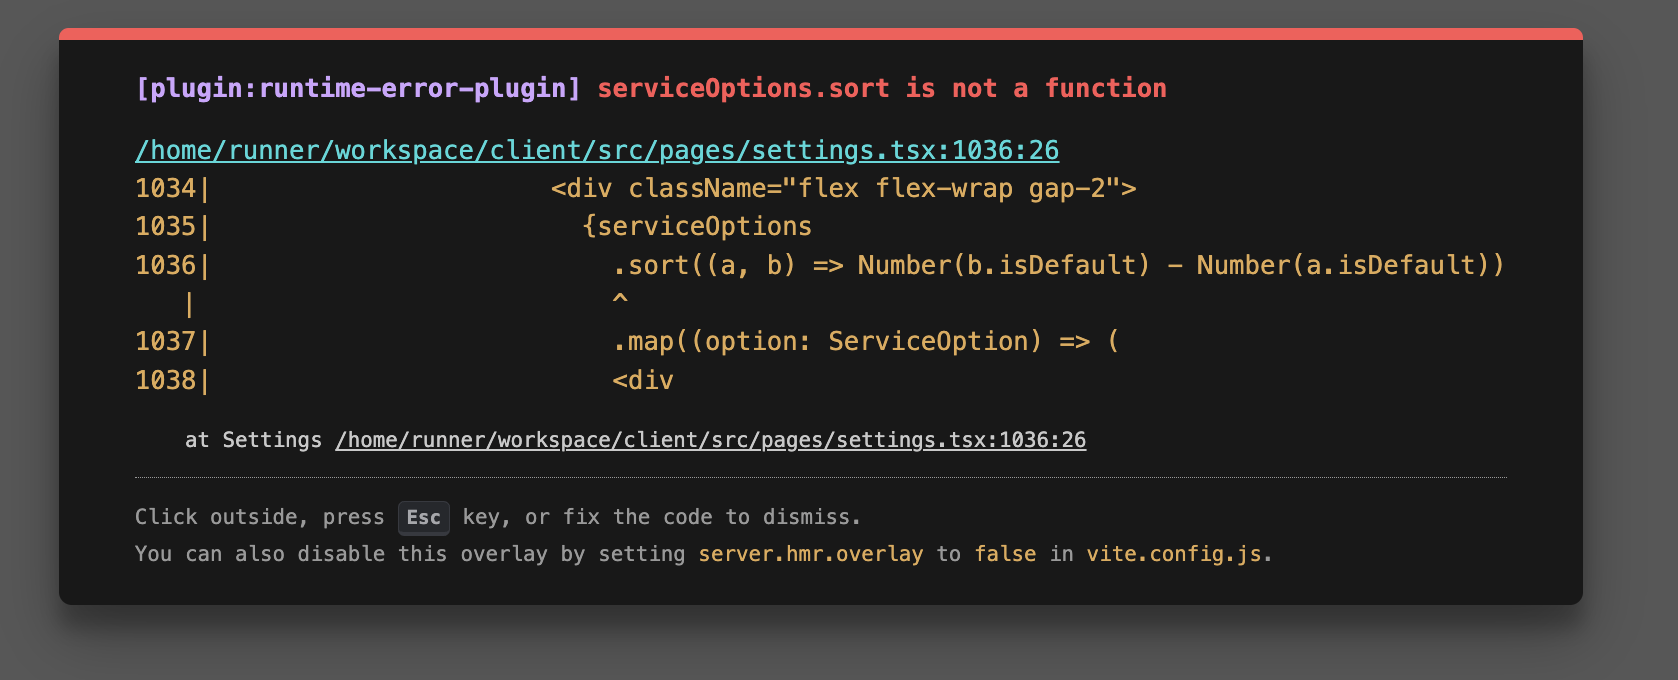 [plugin:runtime-error-plugin] serviceOptions.sort is not a function
/home/runner/workspace/client/src/pages/settings.tsx:1036:26
1034|                      <div className="flex flex-wrap gap-2">
1035|                        {serviceOptions
1036|                          .sort((a, b) => Number(b.isDefault) - Number(a.isDefault))
   |                          ^
1037|                          .map((option: ServiceOption) => (
1038|                          <div
    at Settings /home/runner/workspace/client/src/pages/settings.tsx:1036:26
Click outside, press Esc key, or fix the code to dismiss.
You can also disable this overlay by setting server.hmr.overlay to false in vite.config.js.